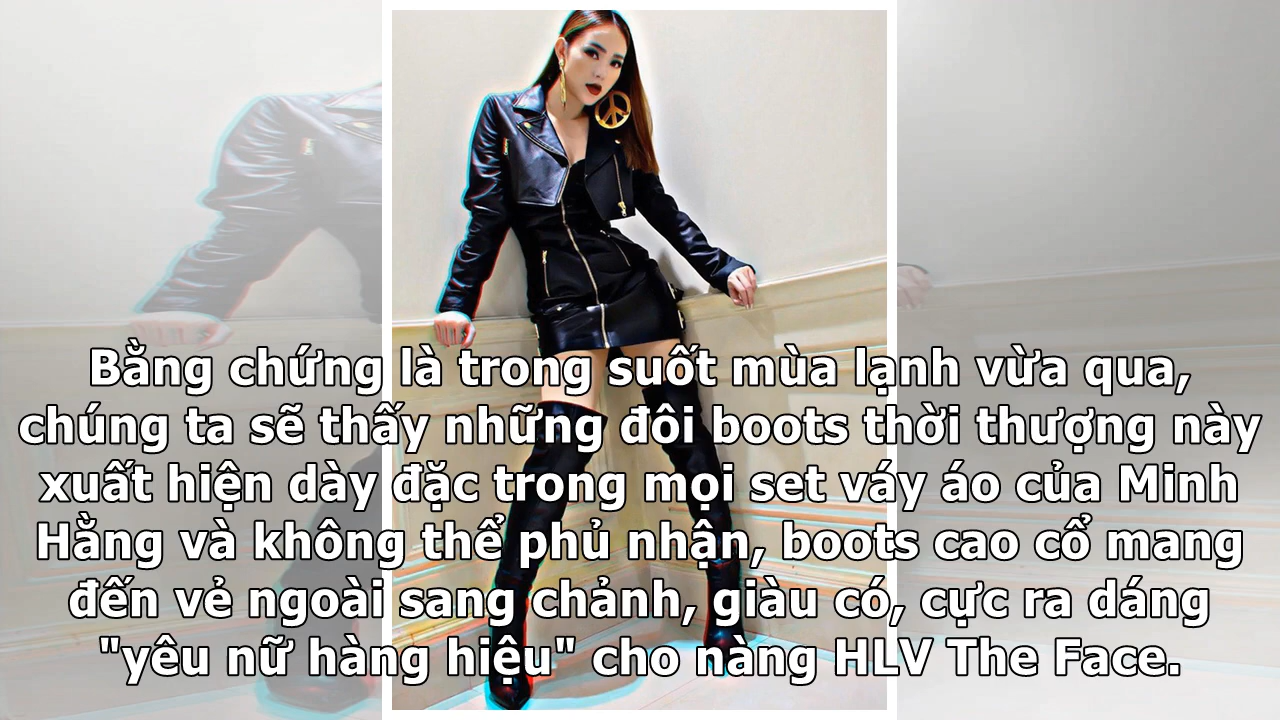 Bằng chứng là trong suốt mùa lạnh vừa qua,
chúng ta sẽ thấy những đôi boots thời thượng này
xuất hiện dày đặc trong mọi set váy áo của Minh
Hằng và không thể phủ nhận, boots cao cổ mang
đến vẻ ngoài sang chảnh, giàu có, cực ra dáng
"yêu nữ hàng hiệu" cho nàng HLV The Face.